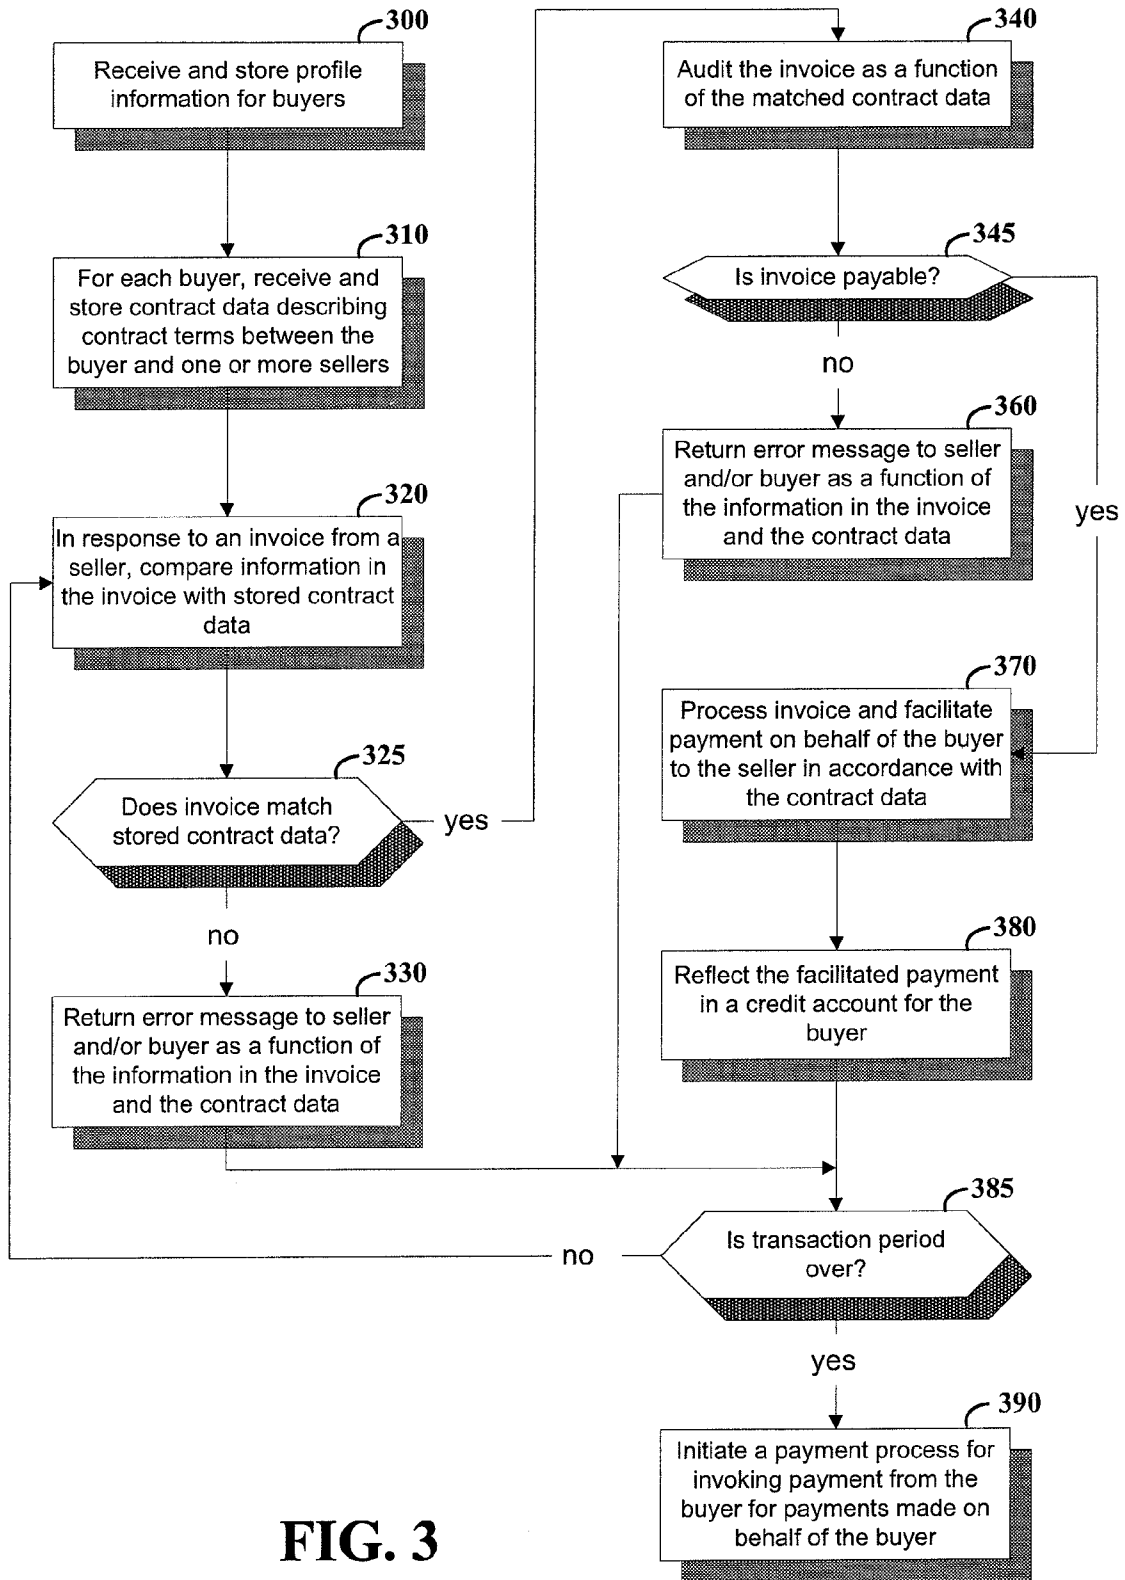 300
Receive and store profile
information for buyers
310
For each buyer, receive and
store contract data describing
contract terms between the
buyer and one or more sellers
320
In response to an invoice from a
seller, compare information in
the invoice with stored contract
data
325
Does invoice match
stored contract data?
yes
no
330
Return error message to seller
and/or buyer as a function of
the information in the invoice
and the contract data
340
Audit the invoice as a function
of the matched contract data
345
Is invoice payable?
no
yes
360
Return error message to seller
and/or buyer as a function of
the information in the invoice
and the contract data
370
Process invoice and facilitate
payment on behalf of the buyer
to the seller in accordance with
the contract data
380
Reflect the facilitated payment
in a credit account for the
buyer
385
Is transaction period
over?
no
yes
390
Initiate a payment process for
invoking payment from the
buyer for payments made on
behalf of the buyer
FIG. 3